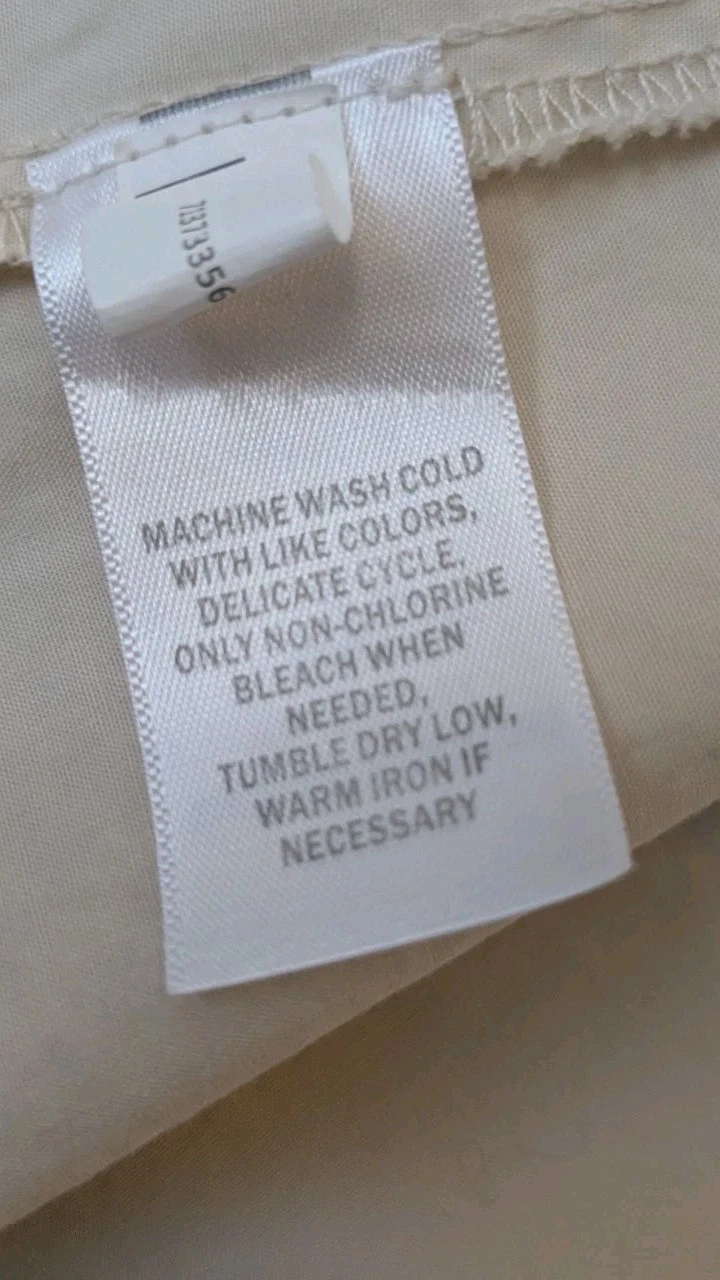 71373356
MACHINE WASH COLD
WITH LIKE COLORS,
DELICATE CYCLE,
ONLY NON-CHLORINE
BLEACH WHEN
NEEDED,
TUMBLE DRY LOW,
WARM IRON IF
NECESSARY